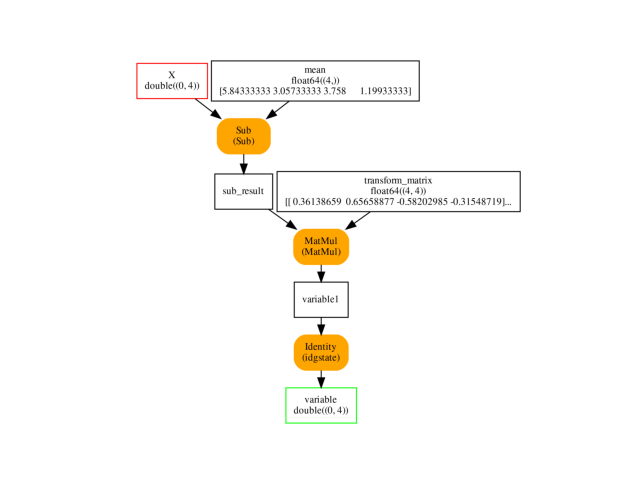 X
double((0, 4))
mean
float64((4,))
[5.84333333 3.05733333 3.758      1.19933333]
Sub
(Sub)
sub_result
transform_matrix
float64((4, 4))
[[ 0.36138659  0.65658877 -0.58202985 -0.31548719]...
MatMul
(MatMul)
variable1
Identity
(idgstate)
variable
double((0, 4))